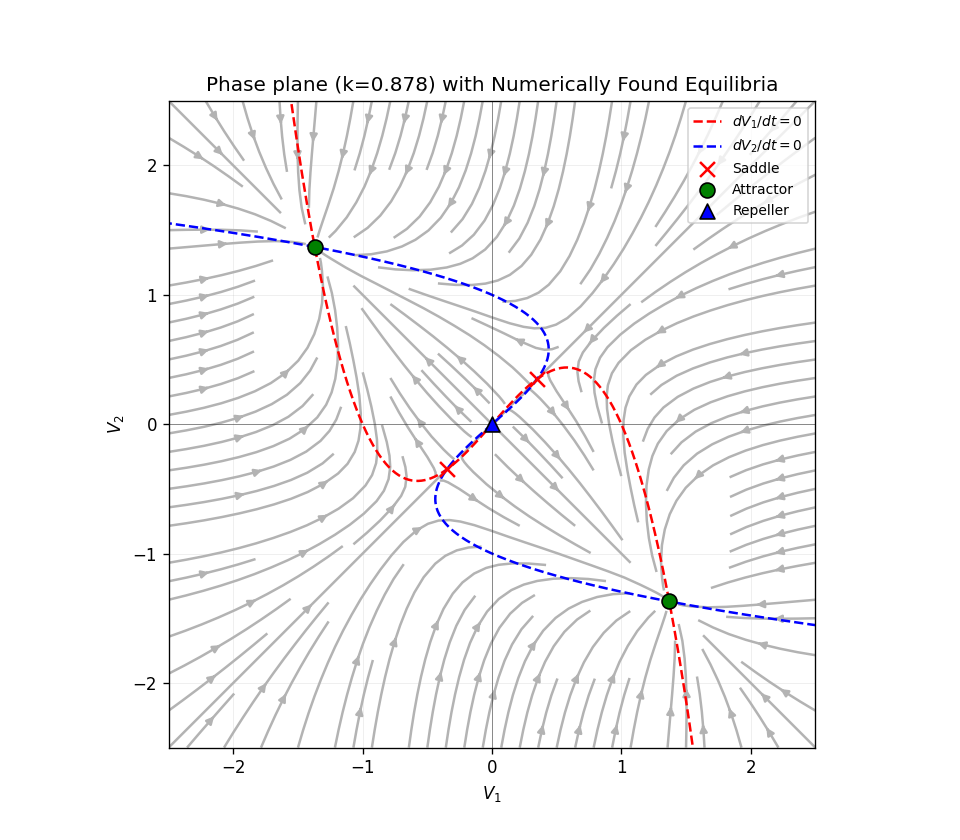 Phase plane (k=0.878) with Numerically Found Equilibria
dV₁/dt = 0
dV₂/dt = 0
Saddle
Attractor
Repeller
2
1
0
−1
−2
V₂
−2 −1 0 1 2
V₁